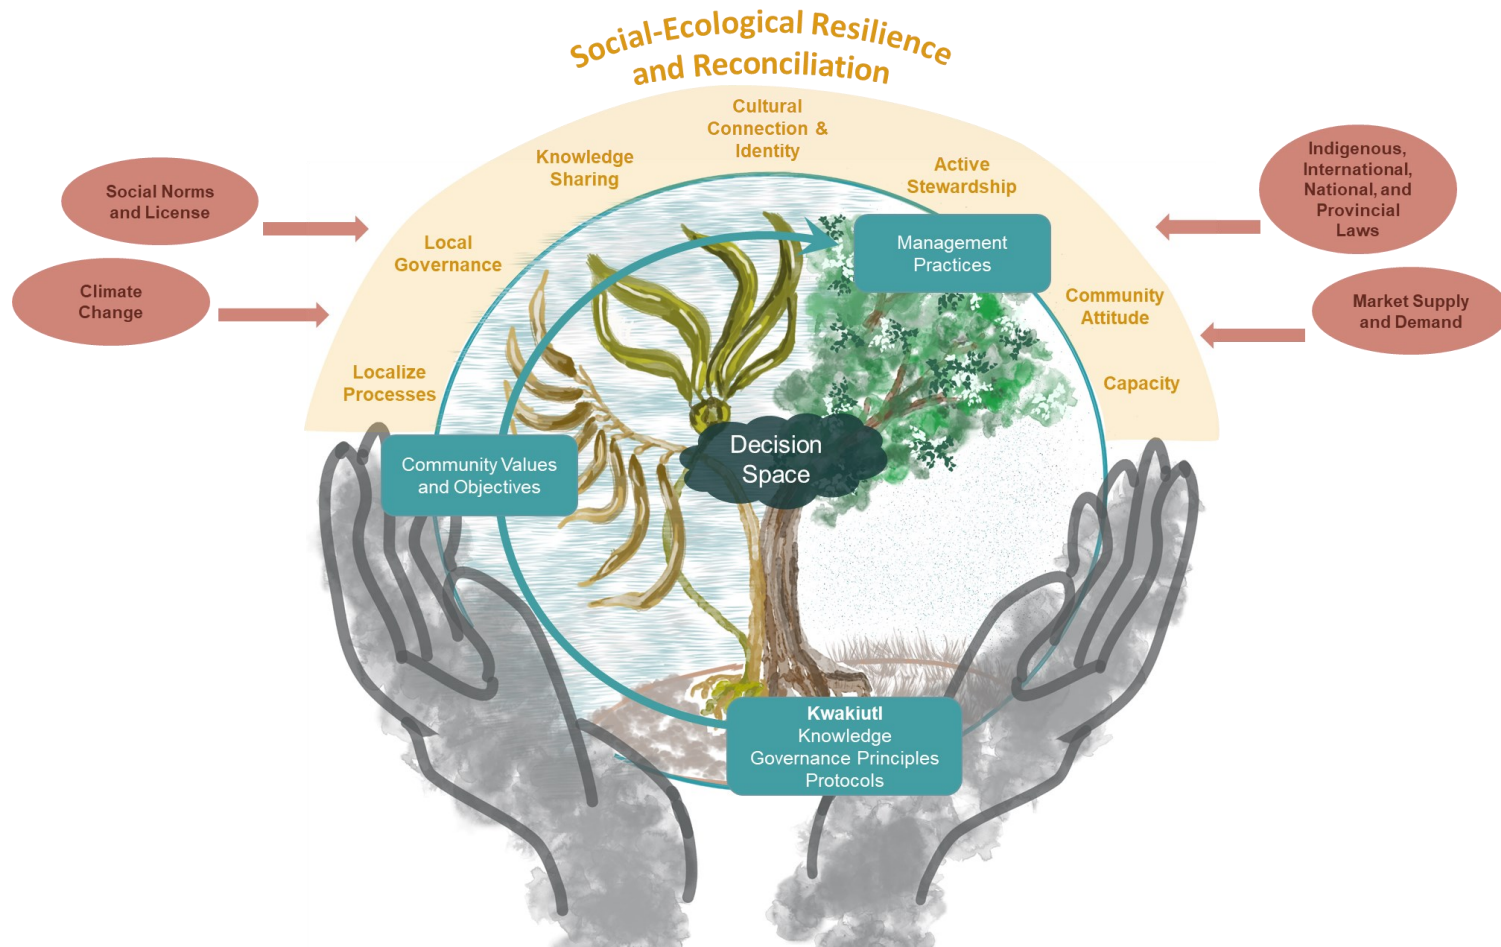 Social-Ecological Resilience
and Reconciliation
Cultural
Connection &
Identity
Knowledge
Sharing
Active
Stewardship
Local
Governance
Community
Attitude
Localize
Processes
Capacity
Social Norms
and License
Climate
Change
Indigenous,
International,
National, and
Provincial
Laws
Market Supply
and Demand
Management
Practices
Decision
Space
Community Values
and Objectives
Kwakiutl
Knowledge
Governance Principles
Protocols